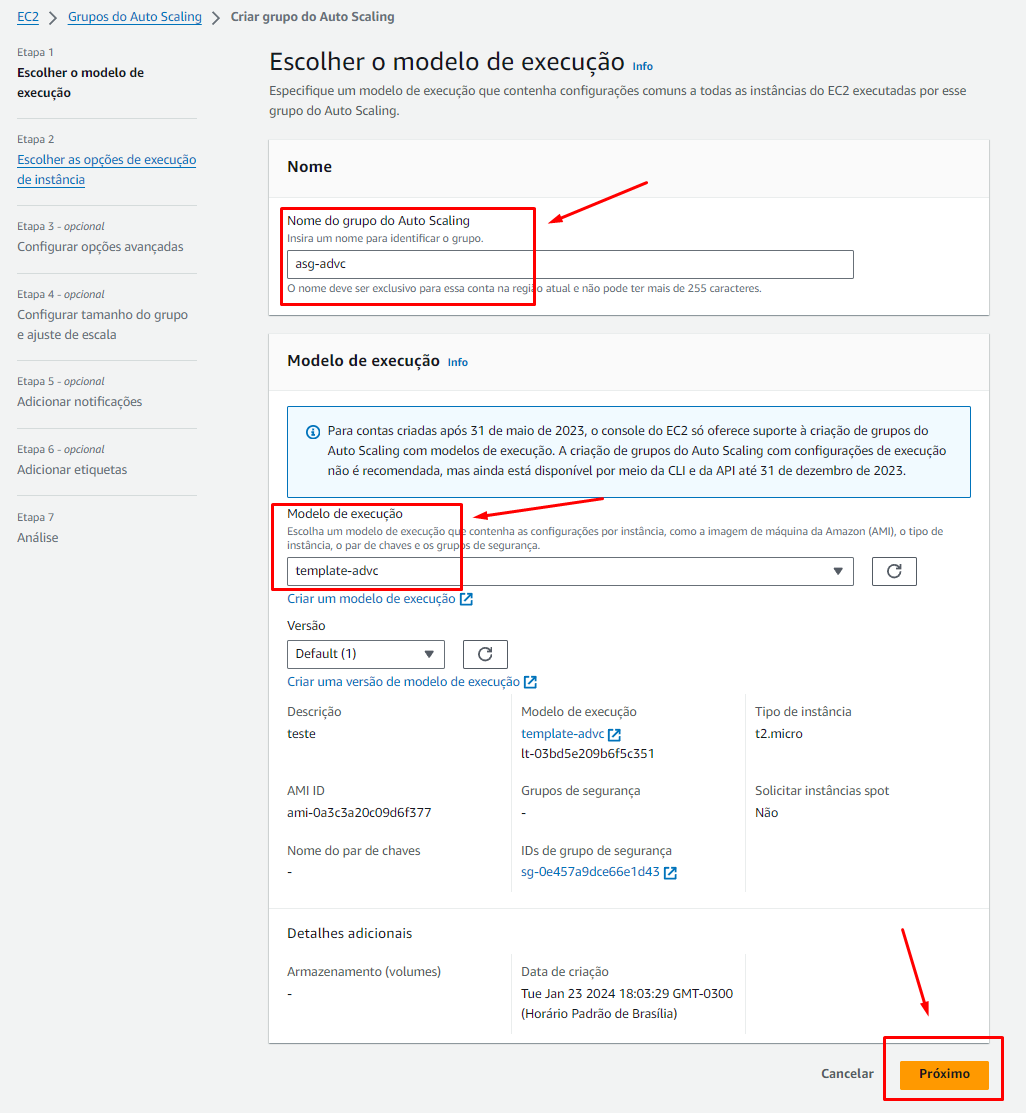 EC2 > Grupos do Auto Scaling > Criar grupo do Auto Scaling
Etapa 1
Escolher o modelo de
execução
Etapa 2
Escolher as opções de execução
de instância
Etapa 3 - opcional
Configurar opções avançadas
Etapa 4 - opcional
Configurar tamanho do grupo
e ajuste de escala
Etapa 5 - opcional
Adicionar notificações
Etapa 6 - opcional
Adicionar etiquetas
Etapa 7
Análise
Escolher o modelo de execução Info
Especifique um modelo de execução que contenha configurações comuns a todas as instâncias do EC2 executadas por esse
grupo do Auto Scaling.
Nome
Nome do grupo do Auto Scaling
Insira um nome para identificar o grupo.
asg-advc
O nome deve ser exclusivo para essa conta na região atual e não pode ter mais de 255 caracteres.
Modelo de execução Info
Para contas criadas após 31 de maio de 2023, o console do EC2 só oferece suporte à criação de grupos do
Auto Scaling com modelos de execução. A criação de grupos do Auto Scaling com configurações de execução
não é recomendada, mas ainda está disponível por meio da CLI e da API até 31 de dezembro de 2023.
Modelo de execução
Escolha um modelo de execução que contenha as configurações por instância, como a imagem de máquina da Amazon (AMI), o tipo de
instância, o par de chaves e os grupos de segurança.
template-advc
Criar um modelo de execução
Versão
Default (1)
Criar uma versão de modelo de execução
Descrição
teste
Modelo de execução
template-advc
lt-03bd5e209b6f5c351
Tipo de instância
t2.micro
AMI ID
ami-0a3c3a20c09d6f377
Grupos de segurança
-
Solicitar instâncias spot
Não
Nome do par de chaves
-
IDs de grupo de segurança
sg-0e457a9dce66e1d43
Detalhes adicionais
Armazenamento (volumes)
-
Data de criação
Tue Jan 23 2024 18:03:29 GMT-0300
(Horário Padrão de Brasília)
Cancelar
Próximo